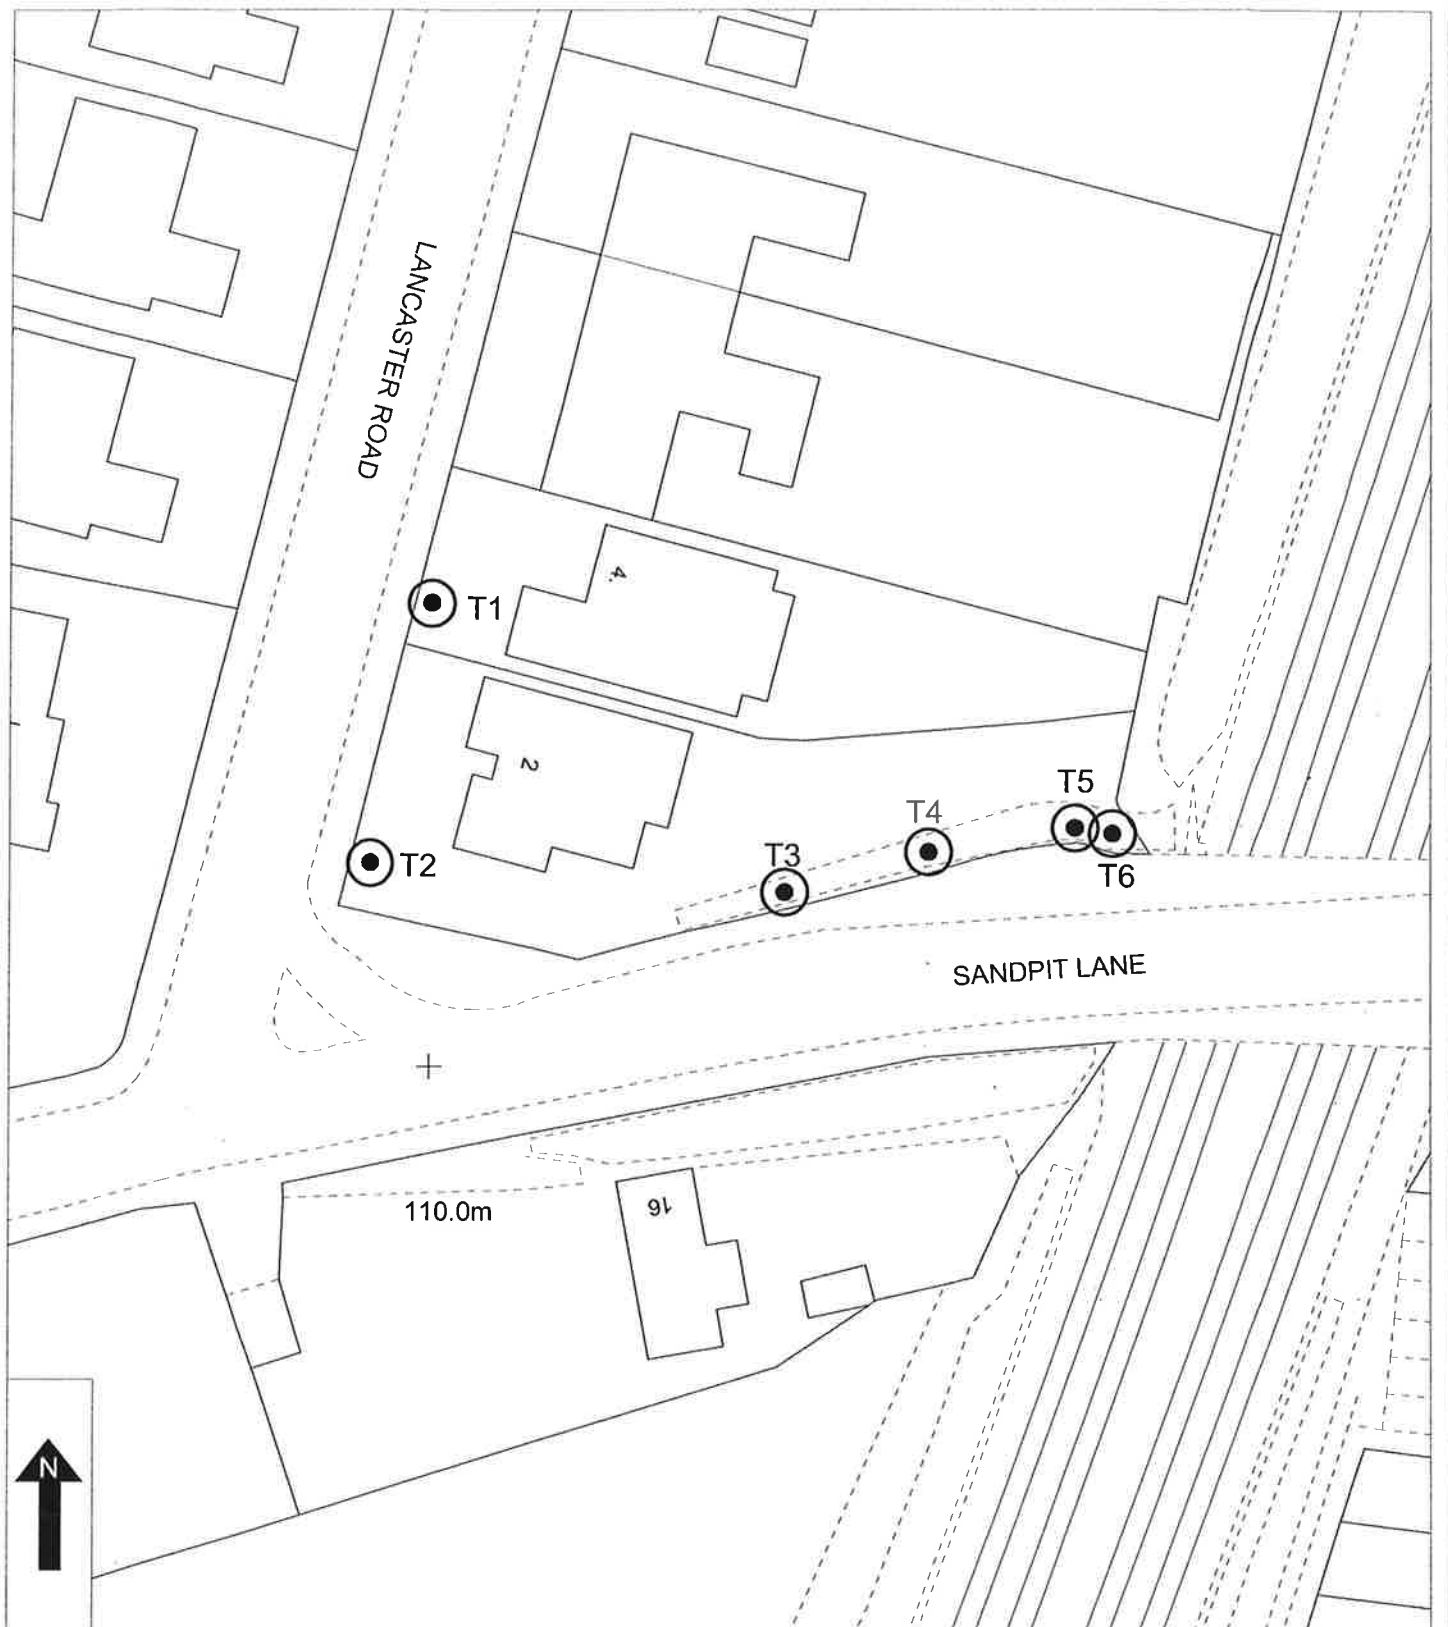 LANCASTER ROAD
4.
T1
2
T5
T4
T2
T3
T6
SANDPIT LANE
110.0m
16
N